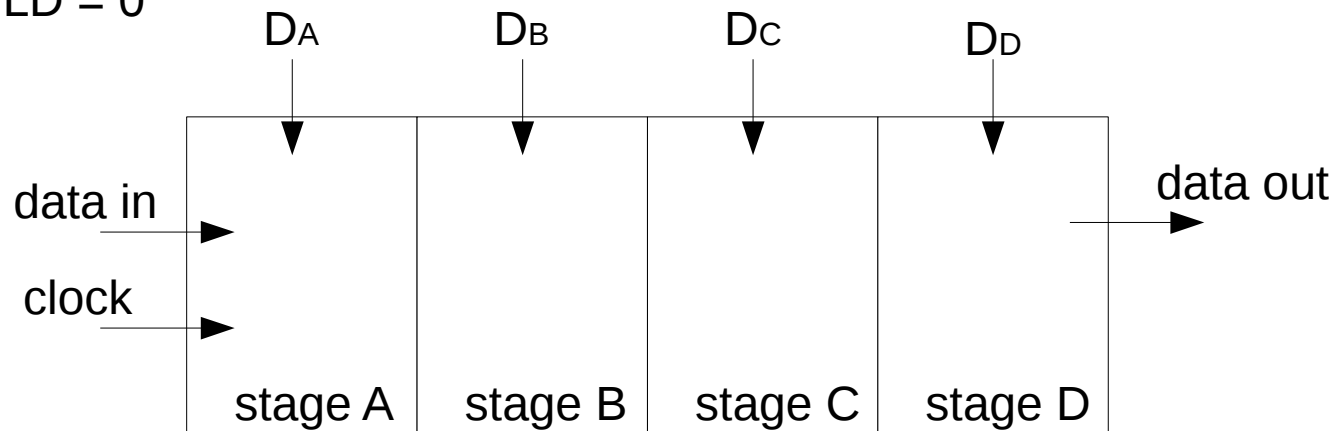 LD = 0
DA DB DC DD
data in
data out
clock
stage A stage B stage C stage D